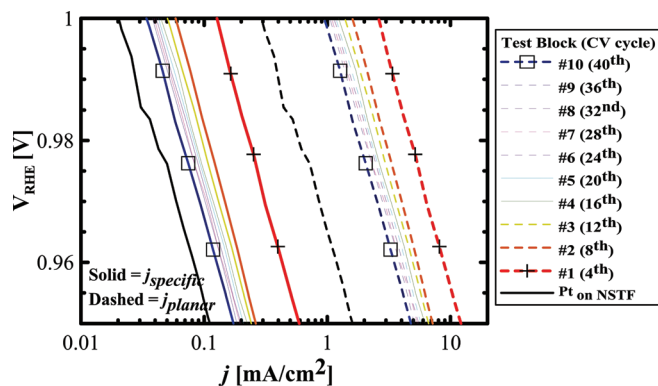 1
0.98
0.96
V_RHE [V]
Solid = j_specific
Dashed = j_planar
0.01
0.1
1
10
j [mA/cm²]
Test Block (CV cycle)
#10 (40th)
#9 (36th)
#8 (32nd)
#7 (28th)
#6 (24th)
#5 (20th)
#4 (16th)
#3 (12th)
#2 (8th)
#1 (4th)
Pt on NSTF